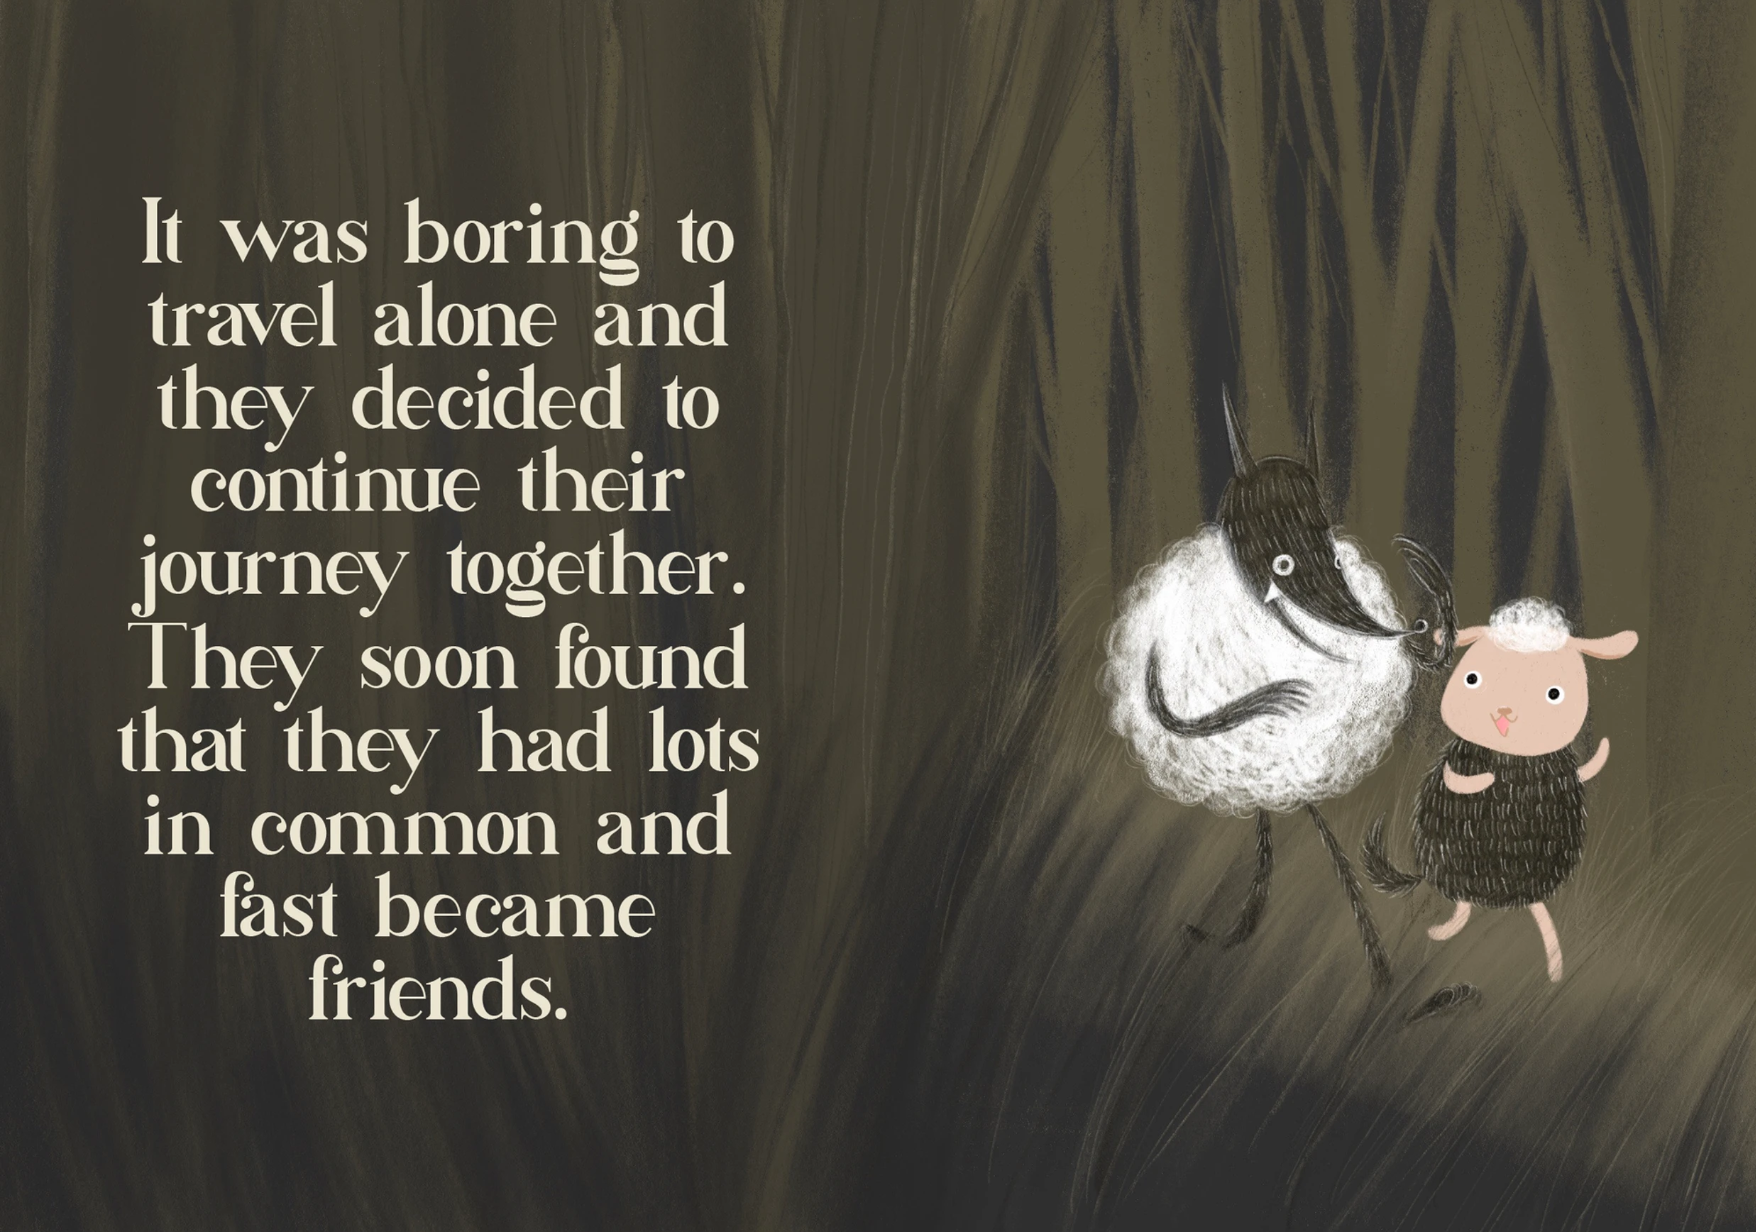 It was boring to
travel alone and
they decided to
continue their
journey together.
They soon found
that they had lots
in common and
fast became
friends.